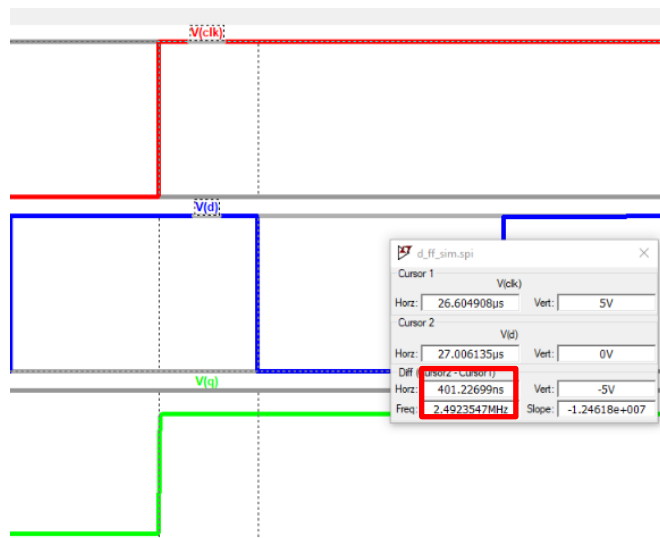 V(clk)
V(d)
d_ff_sim.spi
Cursor 1
V(clk)
Horz: 26.604908µs Vert: 5V
Cursor 2
V(d)
Horz: 27.006135µs Vert: 0V
Diff (Cursor2 - Cursor1)
V(q)
Horz: 401.22699ns Vert: -5V
Freq: 2.4923547MHz Slope: -1.24618e+007